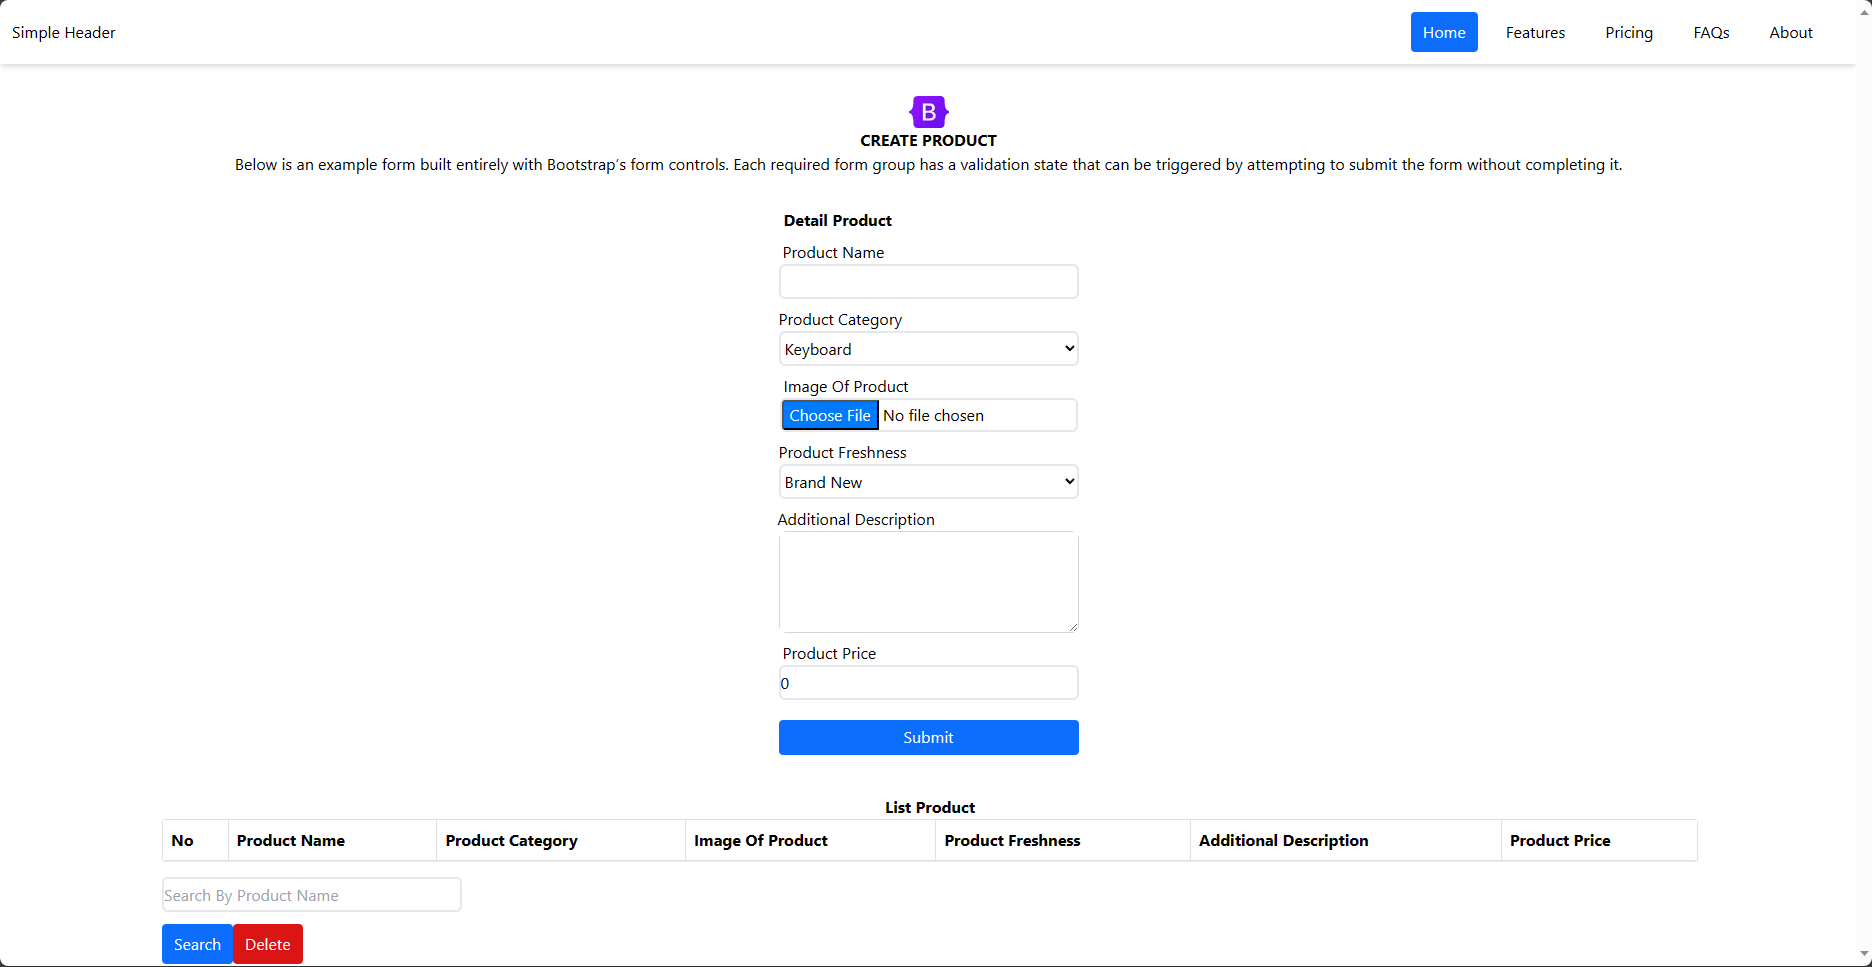 Simple Header Home Features Pricing FAQs About
B
CREATE PRODUCT
Below is an example form built entirely with Bootstrap’s form controls. Each required form group has a validation state that can be triggered by attempting to submit the form without completing it.
Detail Product
Product Name
Product Category
Keyboard
Image Of Product
Choose File No file chosen
Product Freshness
Brand New
Additional Description
Product Price
0
Submit
List Product
No Product Name Product Category Image Of Product Product Freshness Additional Description Product Price
Search By Product Name
Search Delete